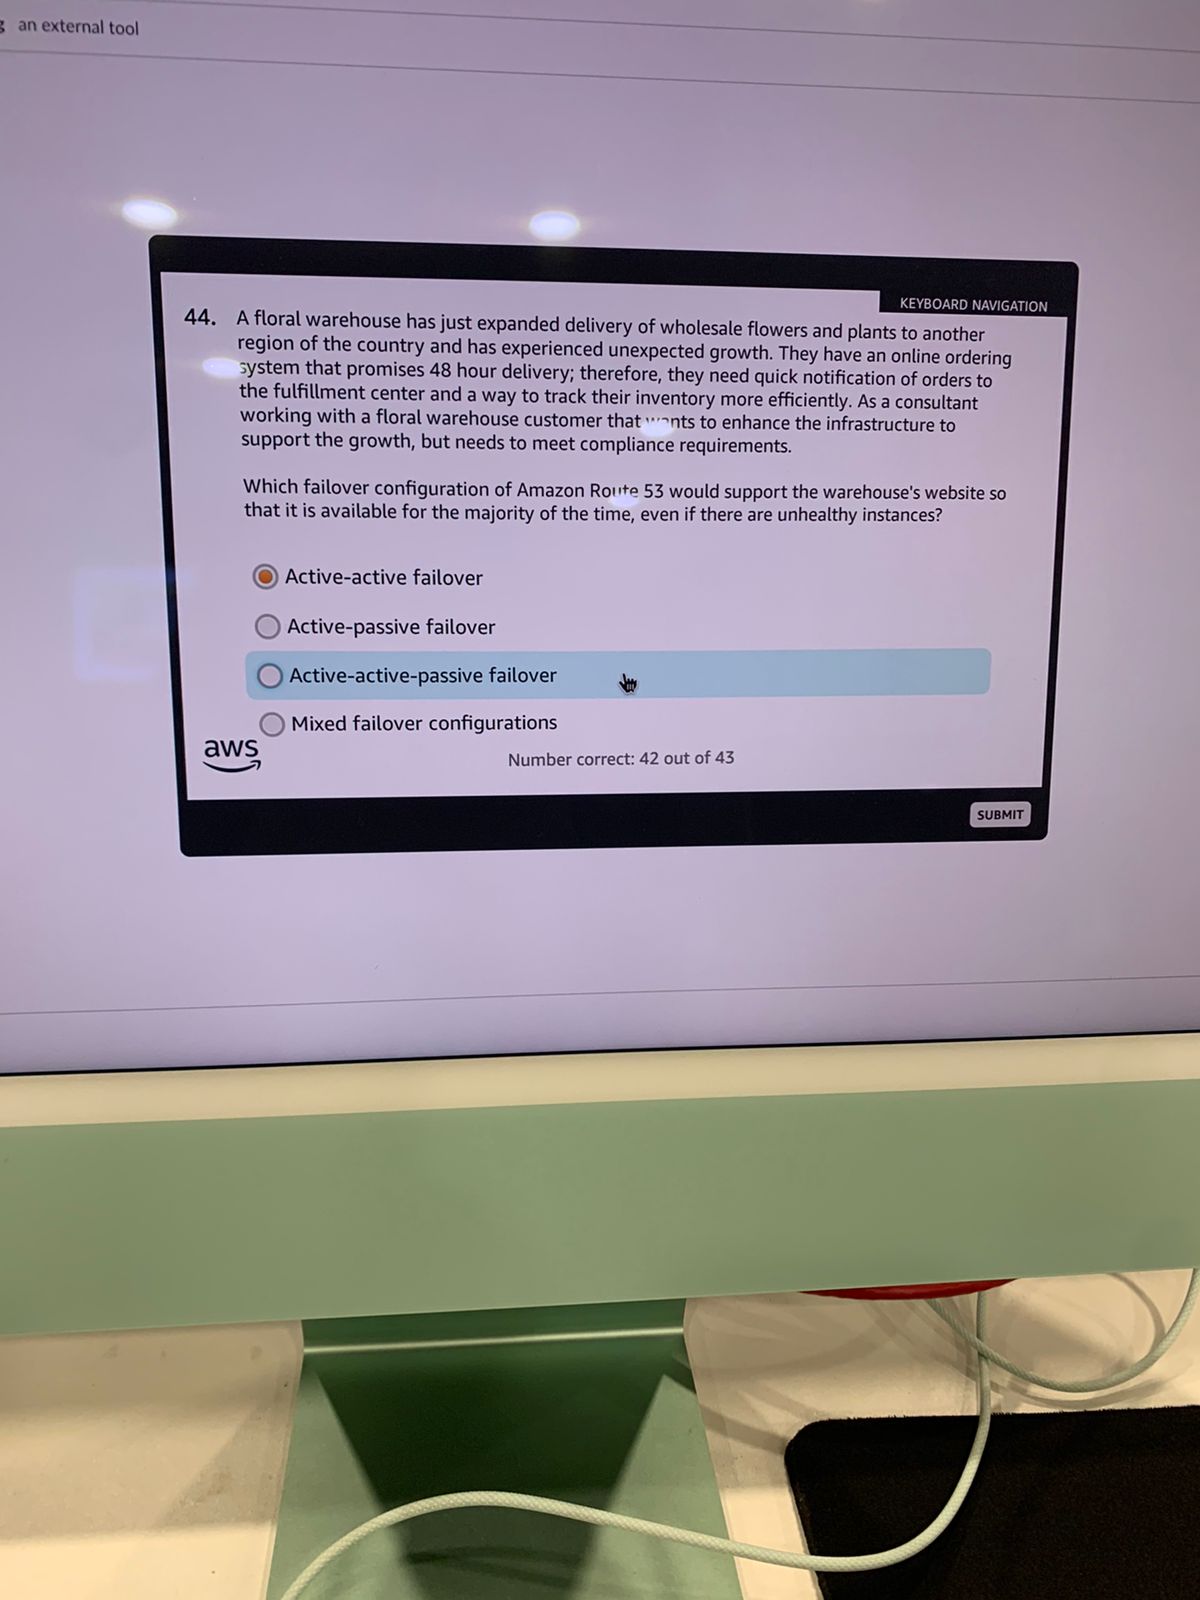 an external tool
KEYBOARD NAVIGATION
44. A floral warehouse has just expanded delivery of wholesale flowers and plants to another
region of the country and has experienced unexpected growth. They have an online ordering
system that promises 48 hour delivery; therefore, they need quick notification of orders to
the fulfillment center and a way to track their inventory more efficiently. As a consultant
working with a floral warehouse customer that wants to enhance the infrastructure to
support the growth, but needs to meet compliance requirements.
Which failover configuration of Amazon Route 53 would support the warehouse's website so
that it is available for the majority of the time, even if there are unhealthy instances?
Active-active failover
Active-passive failover
Active-active-passive failover
Mixed failover configurations
aws
Number correct: 42 out of 43
SUBMIT